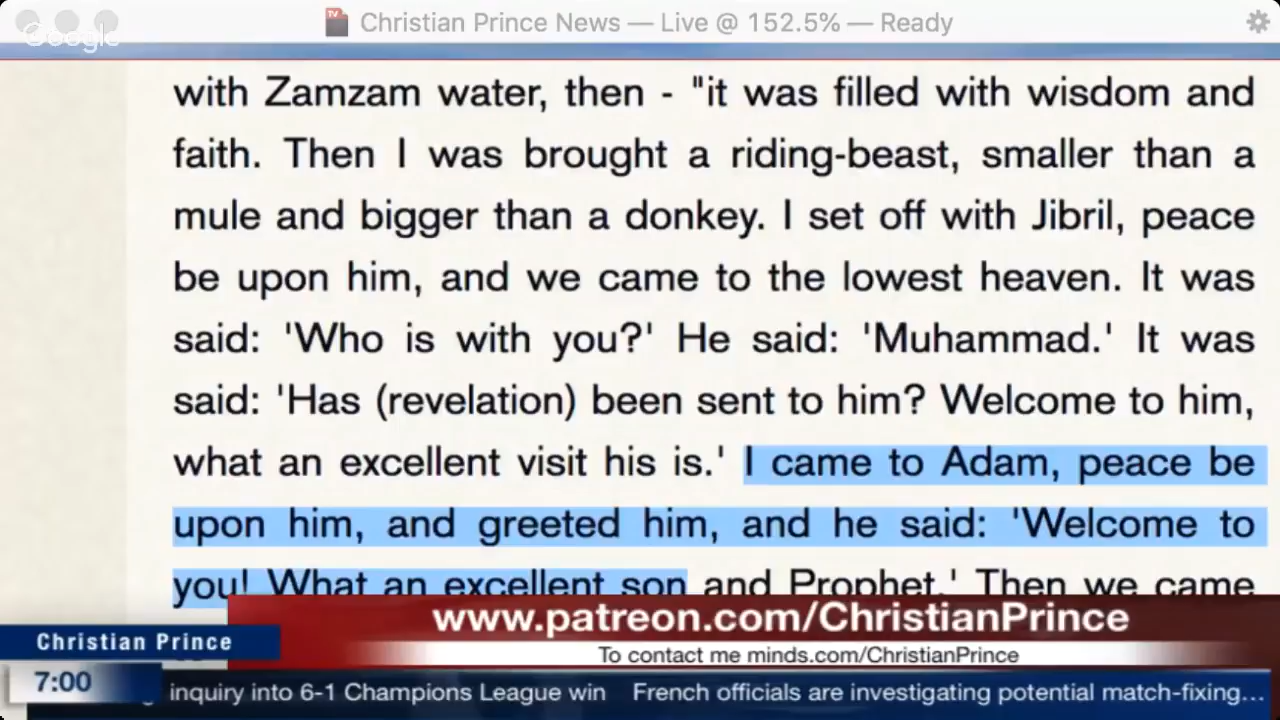 Christian Prince News — Live @ 152.5% — Ready
Google
with Zamzam water, then - "it was filled with wisdom and
faith. Then I was brought a riding-beast, smaller than a
mule and bigger than a donkey. I set off with Jibril, peace
be upon him, and we came to the lowest heaven. It was
said: 'Who is with you?' He said: 'Muhammad.' It was
said: 'Has (revelation) been sent to him? Welcome to him,
what an excellent visit his is.' I came to Adam, peace be
upon him, and greeted him, and he said: 'Welcome to
you! What an excellent son and Prophet.' Then we came
www.patreon.com/ChristianPrince
Christian Prince
To contact me minds.com/ChristianPrince
7:00
inquiry into 6-1 Champions League win French officials are investigating potential match-fixing...